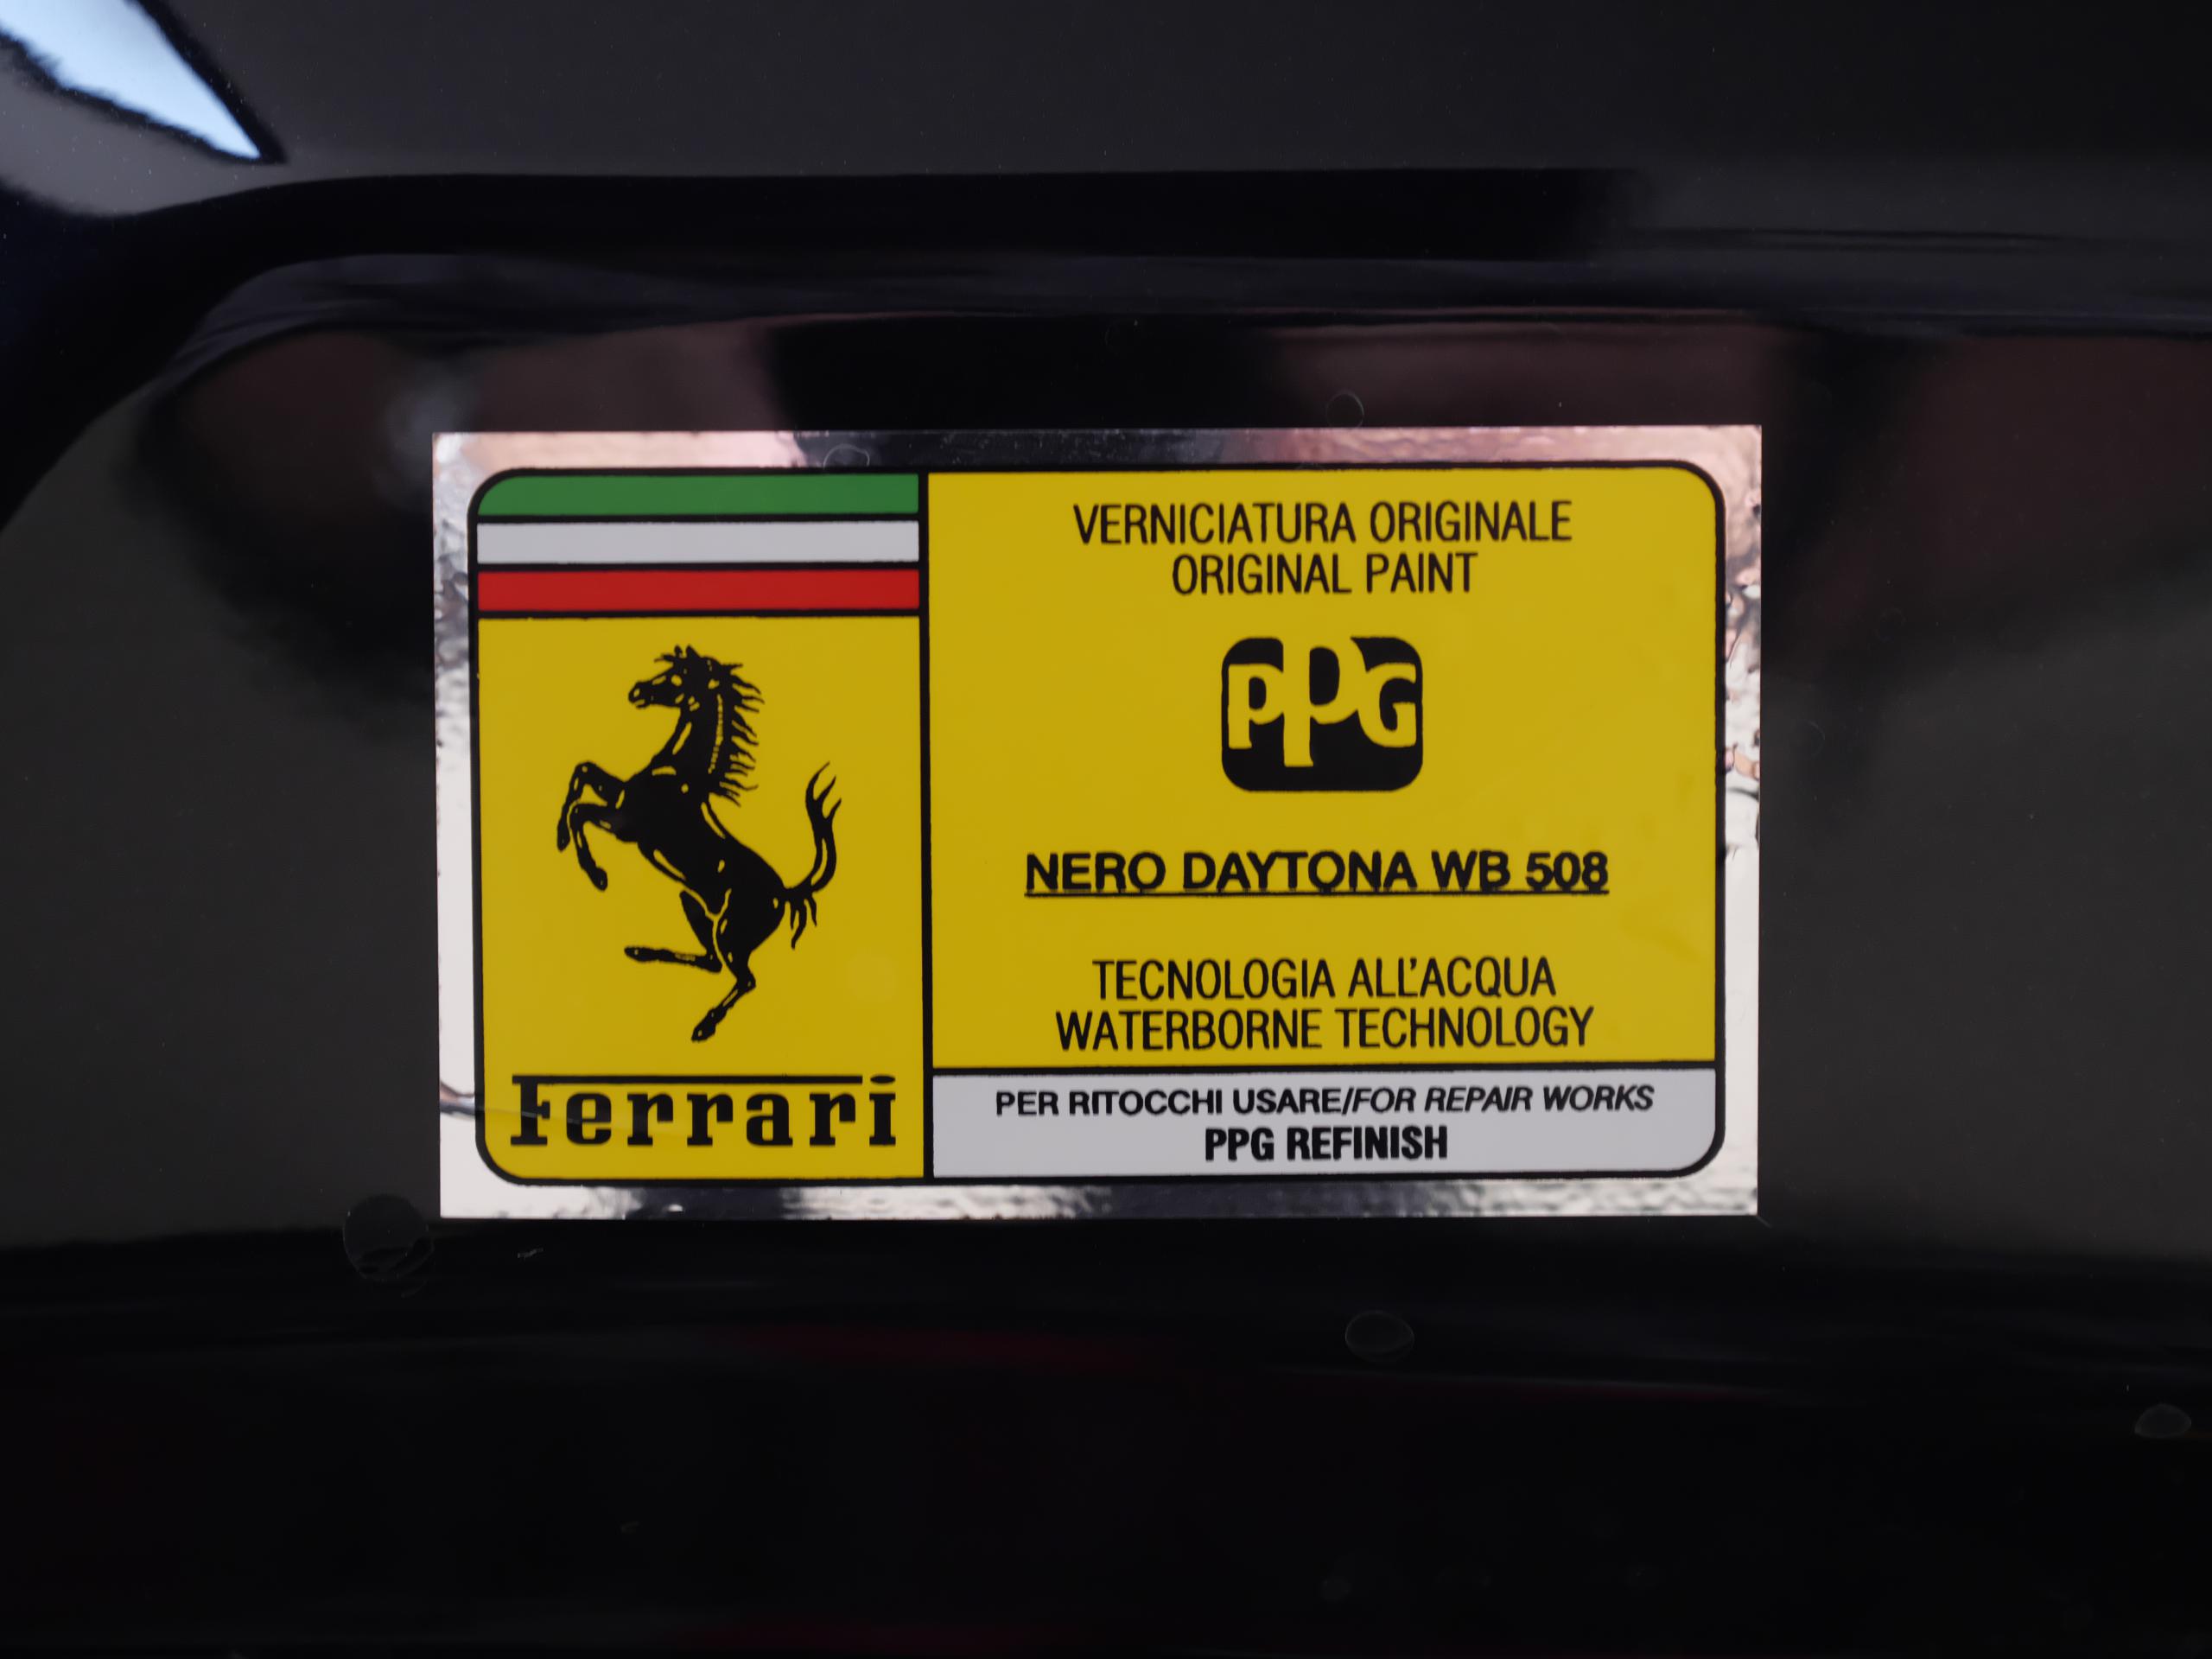 VERNICIATURA ORIGINALE
ORIGINAL PAINT
PPG
NERO DAYTONA WB 508
TECNOLOGIA ALL'ACQUA
WATERBORNE TECHNOLOGY
Ferrari
PER RITOCCHI USARE/FOR REPAIR WORKS
PPG REFINISH